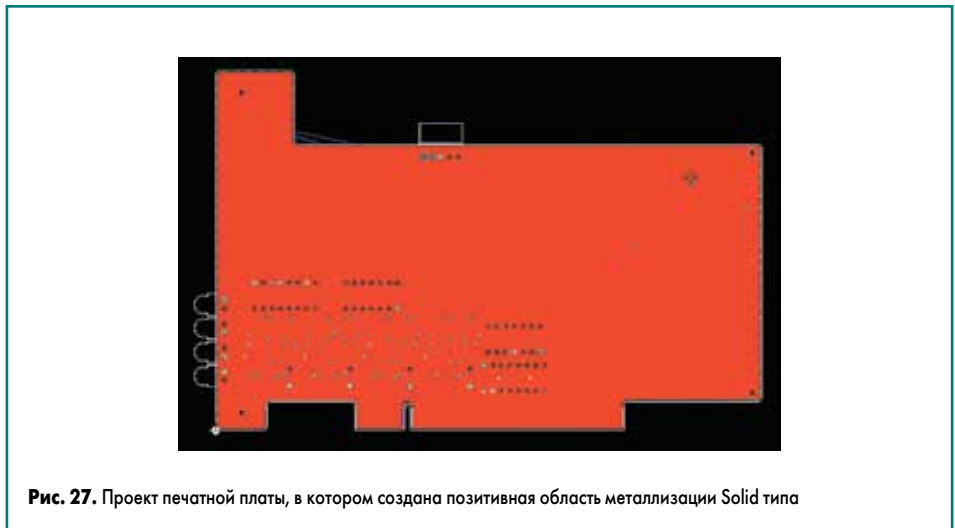 Рис. 27. Проект печатной платы, в котором создана позитивная область металлизации Solid типа